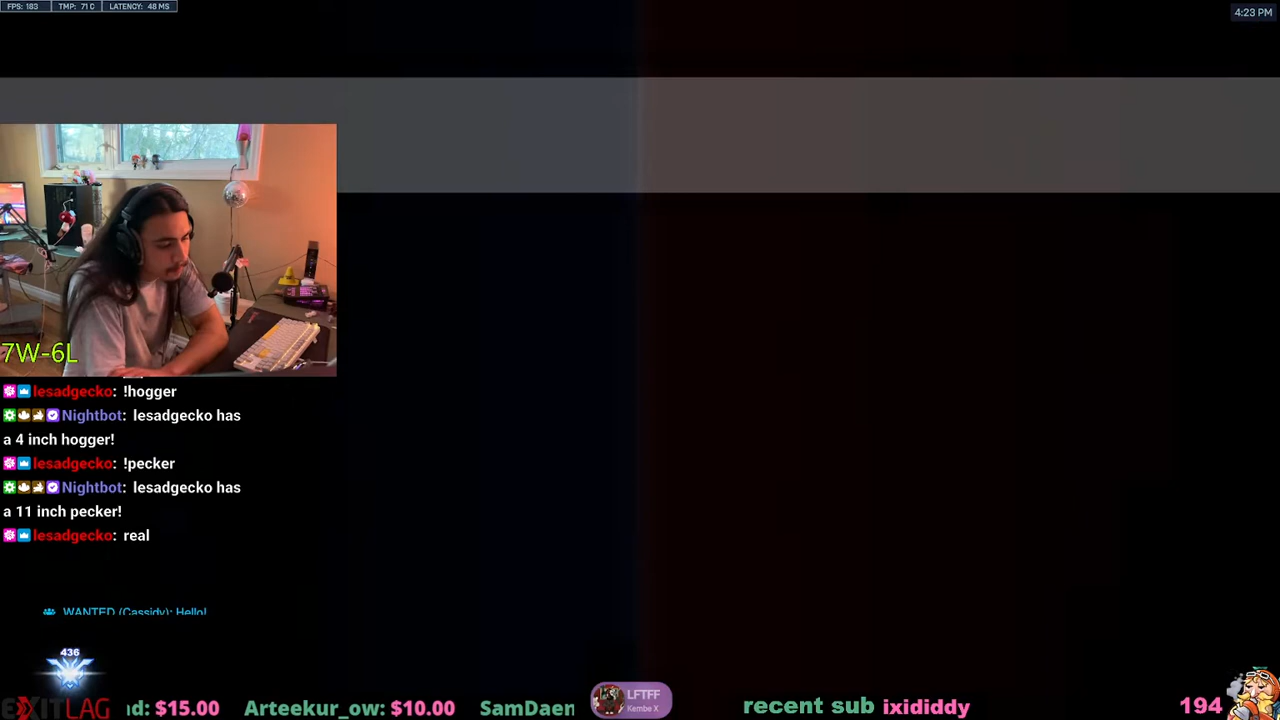 FPS: 183 TMP: 71 C LATENCY: 48 MS
4:23 PM
7W-6L
lesadgecko: !hogger
Nightbot: lesadgecko has
a 4 inch hogger!
lesadgecko: !pecker
Nightbot: lesadgecko has
a 11 inch pecker!
lesadgecko: real
WANTED (Cassidy): Hello!
436
EXITLAG
d: $15.00 Arteekur_ow: $10.00 SamDaen
LFTFF
Kembe X
recent sub ixididdy
194